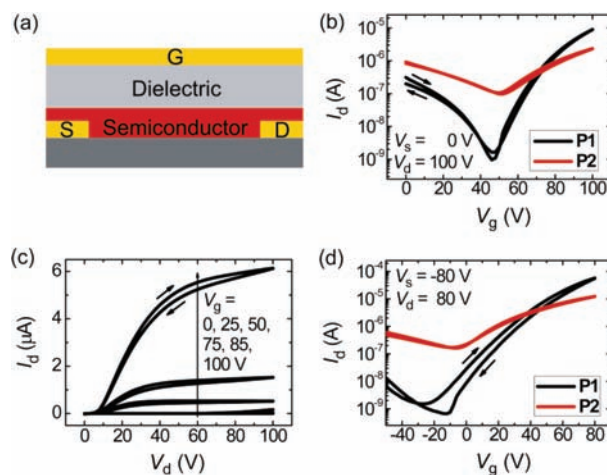 (a)
G
Dielectric
S Semiconductor D
(b)
I_d (A)
10⁻⁵
10⁻⁶
10⁻⁷
10⁻⁸
10⁻⁹
V_s = 0 V
V_d = 100 V
P1
P2
0 20 40 60 80 100
V_g (V)
(c)
I_d (μA)
6
4
2
0
V_g =
0, 25, 50,
75, 85,
100 V
0 20 40 60 80 100
V_d (V)
(d)
I_d (A)
10⁻⁴
10⁻⁵
10⁻⁶
10⁻⁷
10⁻⁸
10⁻⁹
V_s = -80 V
V_d = 80 V
P1
P2
-40 -20 0 20 40 60 80
V_g (V)